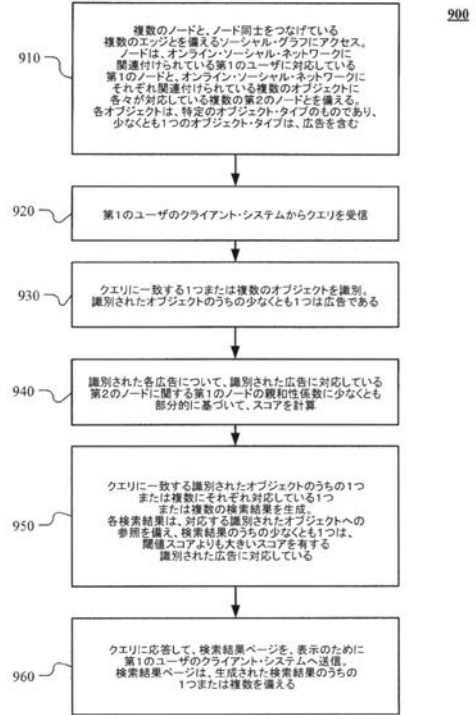 900
910
複数のノードと、ノード同士をつなげている
複数のエッジとを備えるソーシャル・グラフにアクセス。
ノードは、オンライン・ソーシャル・ネットワークに
関連付けられている第1のユーザに対応している
第1のノードと、オンライン・ソーシャル・ネットワークに
それぞれ関連付けられている複数のオブジェクトに
各々が対応している複数の第2のノードとを備える。
各オブジェクトは、特定のオブジェクト・タイプのものであり、
少なくとも1つのオブジェクト・タイプは、広告を含む
920
第1のユーザのクライアント・システムからクエリを受信
930
クエリに一致する1つまたは複数のオブジェクトを識別。
識別されたオブジェクトのうちの少なくとも1つは広告である
940
識別された各広告について、識別された広告に対応している
第2のノードに関する第1のノードの親和性係数に少なくとも
部分的に基づいて、スコアを計算
950
クエリに一致する識別されたオブジェクトのうちの1つ
または複数にそれぞれ対応している1つ
または複数の検索結果を生成。
各検索結果は、対応する識別されたオブジェクトへの
参照を備え、検索結果のうちの少なくとも1つは、
閾値スコアよりも大きいスコアを有する
識別された広告に対応している
960
クエリに応答して、検索結果ページを、表示のために
第1のユーザのクライアント・システムへ送信。
検索結果ページは、生成された検索結果のうちの
1つまたは複数を備える